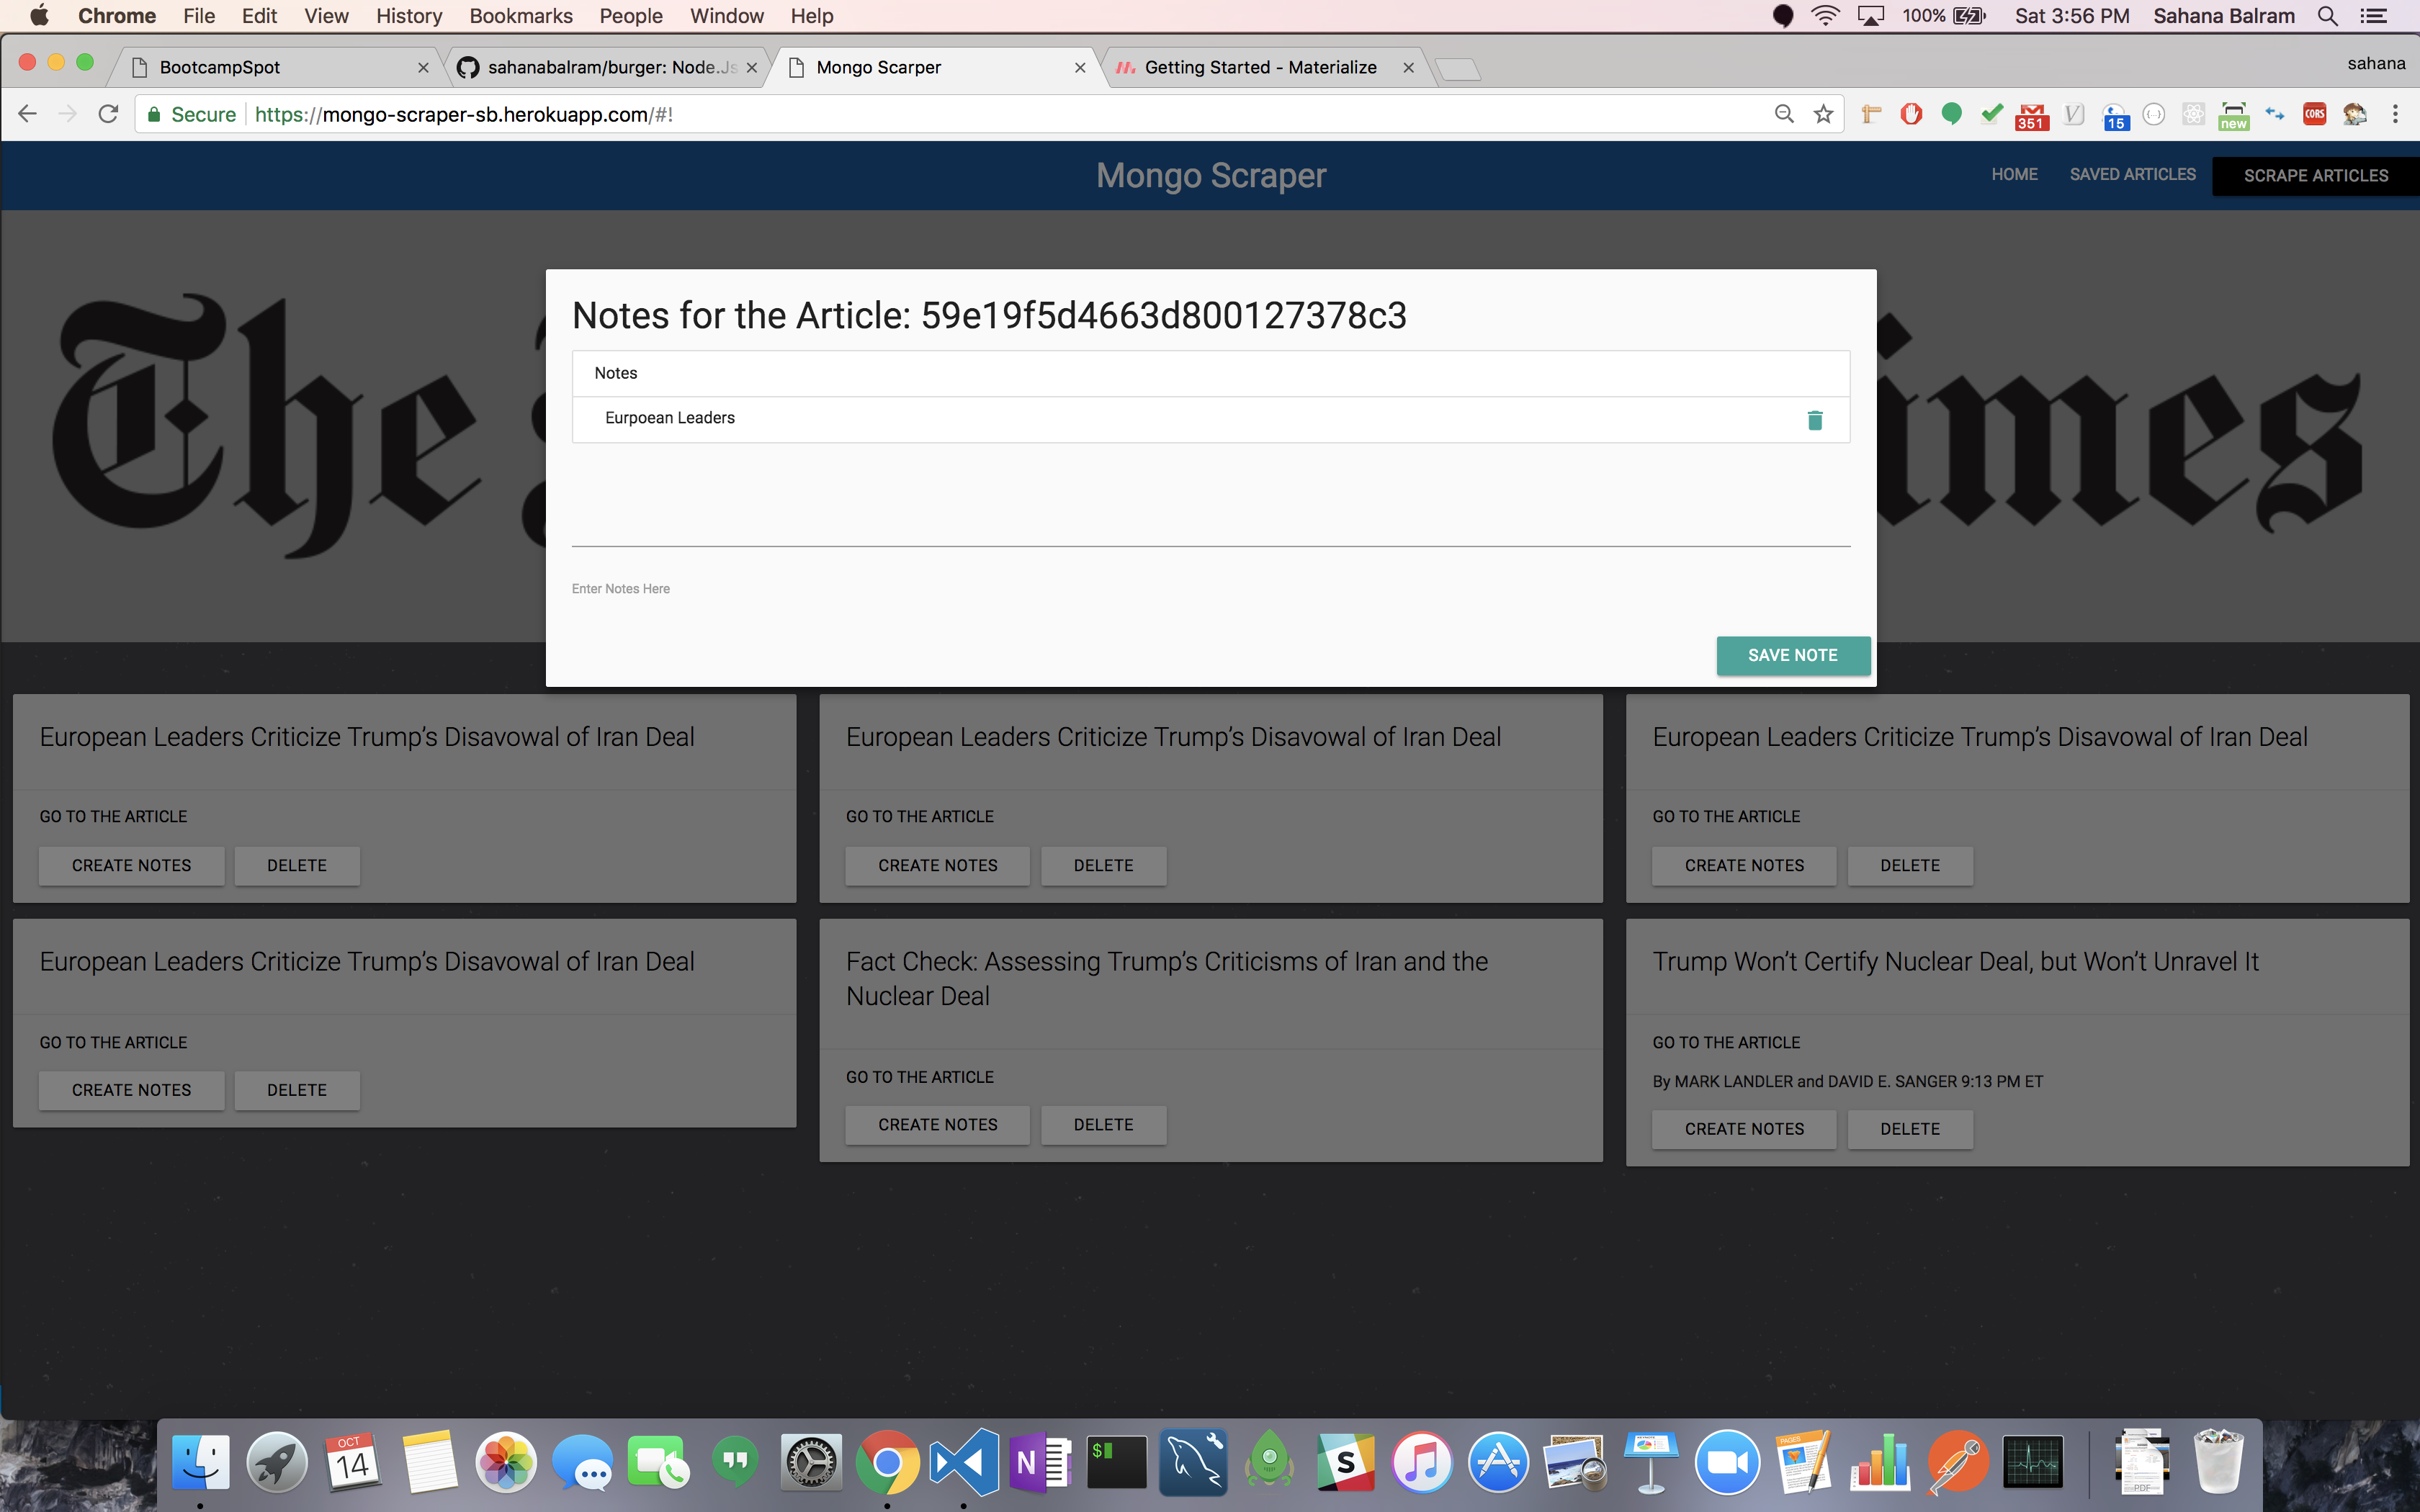 Chrome File Edit View History Bookmarks People Window Help 100% Sat 3:56 PM Sahana Balram
BootcampSpot sahanabalram/burger: Node.Js Mongo Scarper Getting Started - Materialize sahana
Secure https://mongo-scraper-sb.herokuapp.com/#! 351 V 15 new CORS
Mongo Scraper HOME SAVED ARTICLES SCRAPE ARTICLES
The imes
Notes for the Article: 59e19f5d4663d800127378c3
Notes
Eurpoean Leaders
Enter Notes Here
SAVE NOTE
European Leaders Criticize Trump’s Disavowal of Iran Deal
GO TO THE ARTICLE
CREATE NOTES DELETE
European Leaders Criticize Trump’s Disavowal of Iran Deal
GO TO THE ARTICLE
CREATE NOTES DELETE
European Leaders Criticize Trump’s Disavowal of Iran Deal
GO TO THE ARTICLE
CREATE NOTES DELETE
European Leaders Criticize Trump’s Disavowal of Iran Deal
GO TO THE ARTICLE
CREATE NOTES DELETE
Fact Check: Assessing Trump’s Criticisms of Iran and the
Nuclear Deal
GO TO THE ARTICLE
CREATE NOTES DELETE
Trump Won’t Certify Nuclear Deal, but Won’t Unravel It
GO TO THE ARTICLE
By MARK LANDLER and DAVID E. SANGER 9:13 PM ET
CREATE NOTES DELETE
OCT
14
N
$
S
PAGES
PDF